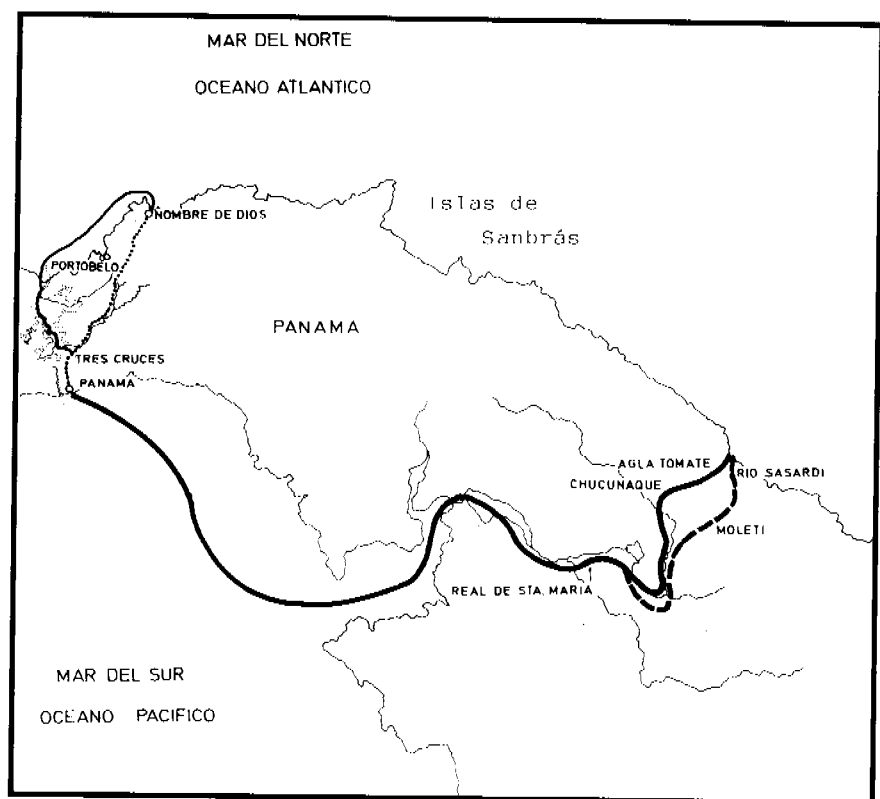 MAR DEL NORTE
OCEANO ATLANTICO
Islas de
Sanbrás
NOMBRE DE DIOS
PORTOBELO
PANAMA
TRES CRUCES
PANAMA
AGLA TOMATE
RIO SASARDI
CHUCUNAQUE
MOLETI
REAL DE STA. MARIA
MAR DEL SUR
OCEANO PACIFICO